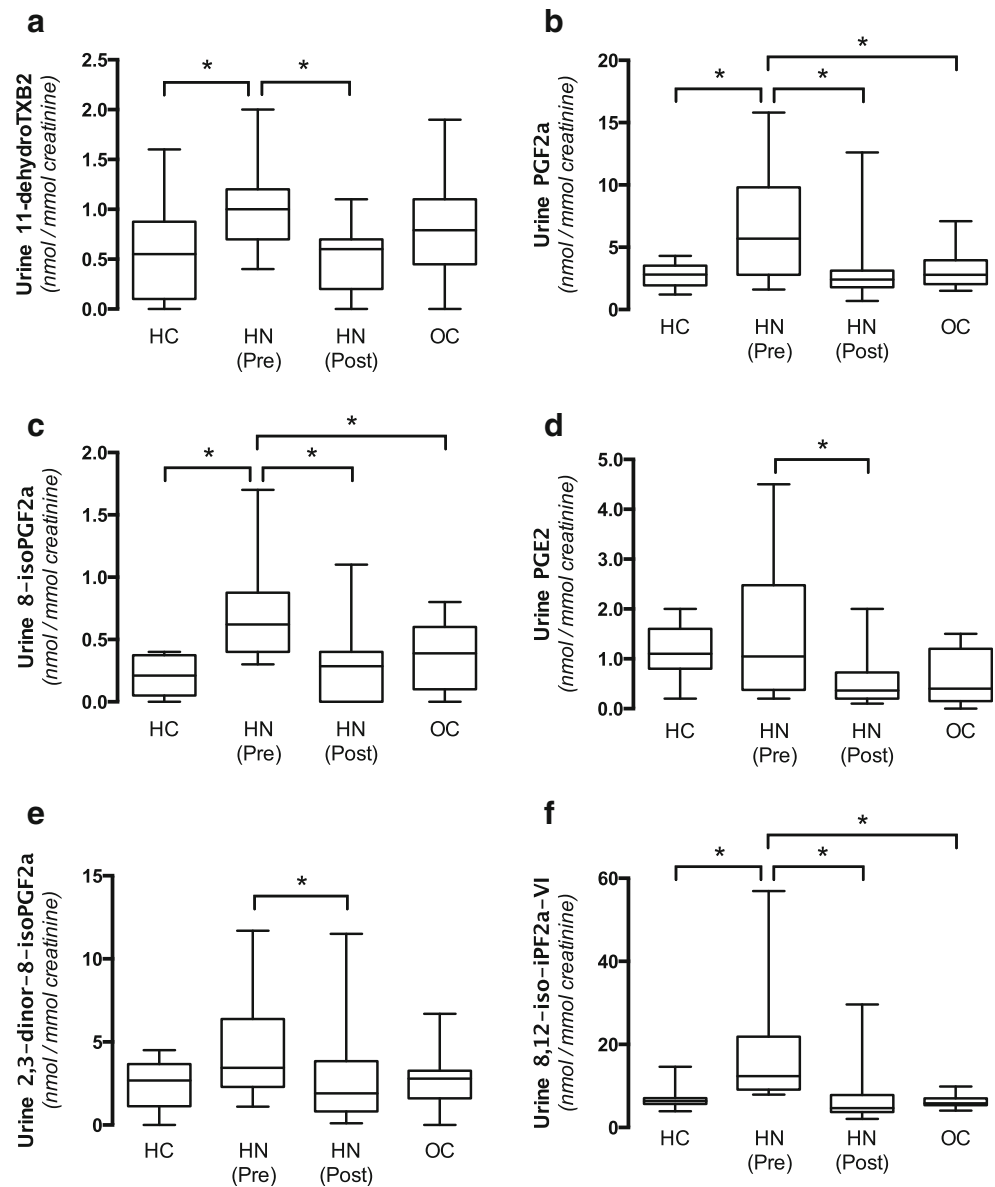 a
Urine 11-dehydroTXB2
(nmol / mmol creatinine)
2.5
2.0
1.5
1.0
0.5
0.0
* *
HC HN (Pre) HN (Post) OC
b
Urine PGF2a
(nmol / mmol creatinine)
20
15
10
5
0
*
* *
HC HN (Pre) HN (Post) OC
c
Urine 8-isoPGF2a
(nmol / mmol creatinine)
2.0
1.5
1.0
0.5
0.0
*
* *
HC HN (Pre) HN (Post) OC
d
Urine PGE2
(nmol / mmol creatinine)
5.0
4.0
3.0
2.0
1.0
0.0
*
HC HN (Pre) HN (Post) OC
e
Urine 2,3-dinor-8-isoPGF2a
(nmol / mmol creatinine)
15
10
5
0
*
HC HN (Pre) HN (Post) OC
f
Urine 8,12-iso-iPF2a-VI
(nmol / mmol creatinine)
60
40
20
0
*
* *
HC HN (Pre) HN (Post) OC